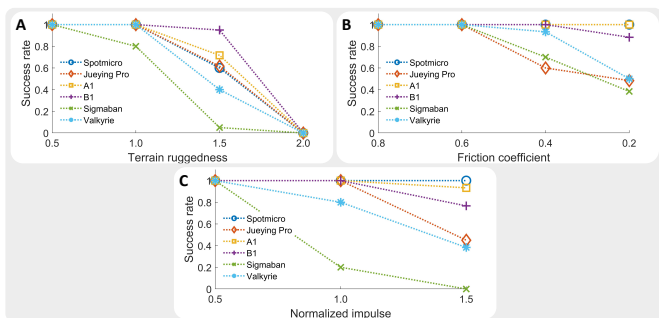 A
Success rate
1
0.8
0.6
0.4
0.2
0
Spotmicro
Jueying Pro
A1
B1
Sigmaban
Valkyrie
0.5 1.0 1.5 2.0
Terrain ruggedness
B
Success rate
1
0.8
0.6
0.4
0.2
0
Spotmicro
Jueying Pro
A1
B1
Sigmaban
Valkyrie
0.8 0.6 0.4 0.2
Friction coefficient
C
Success rate
1
0.8
0.6
0.4
0.2
0
Spotmicro
Jueying Pro
A1
B1
Sigmaban
Valkyrie
0.5 1.0 1.5
Normalized impulse